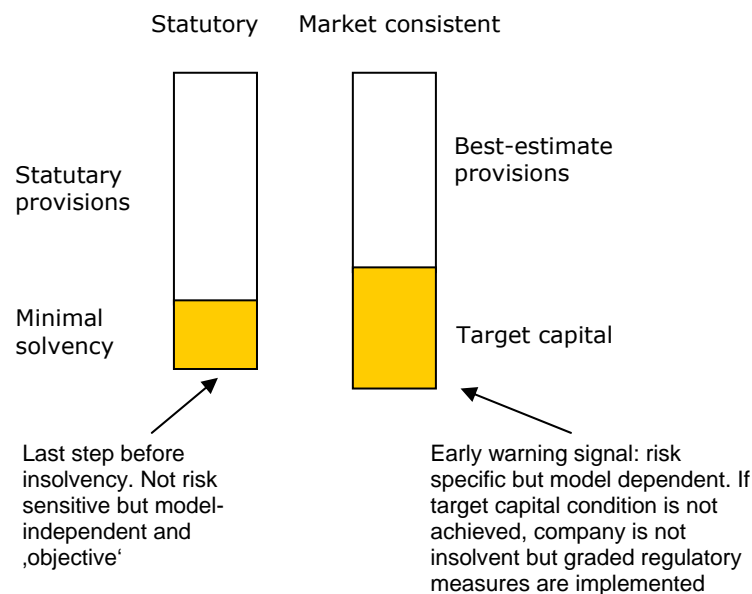 Statutory
Market consistent
Statutary
provisions
Best-estimate
provisions
Minimal
solvency
Target capital
Last step before
insolvency. Not risk
sensitive but model-
independent and
‚objective‘
Early warning signal: risk
specific but model dependent. If
target capital condition is not
achieved, company is not
insolvent but graded regulatory
measures are implemented